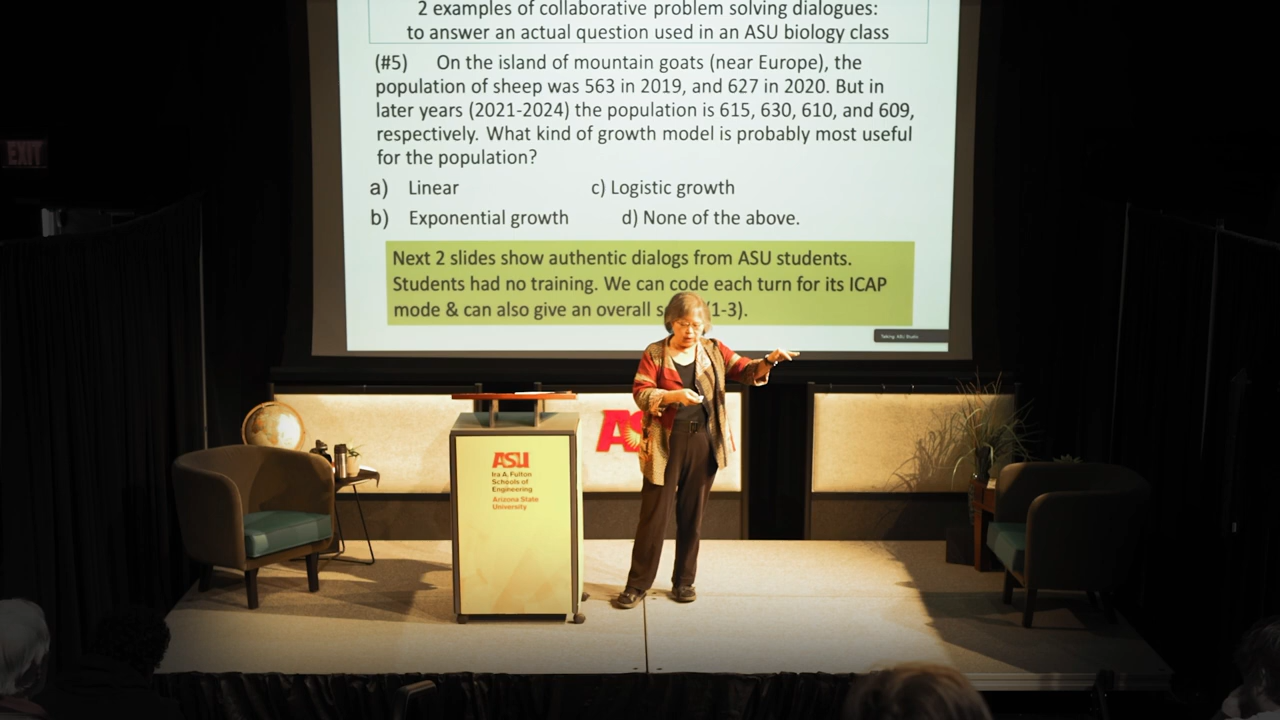 2 examples of collaborative problem solving dialogues:
to answer an actual question used in an ASU biology class
(#5) On the island of mountain goats (near Europe), the
population of sheep was 563 in 2019, and 627 in 2020. But in
later years (2021-2024) the population is 615, 630, 610, and 609,
respectively. What kind of growth model is probably most useful
for the population?
a) Linear c) Logistic growth
b) Exponential growth d) None of the above.
Next 2 slides show authentic dialogs from ASU students.
Students had no training. We can code each turn for its ICAP
mode & can also give an overall s (1-3).
EXIT
AS
ASU
Ira A. Fulton
Schools of
Engineering
Arizona State
University